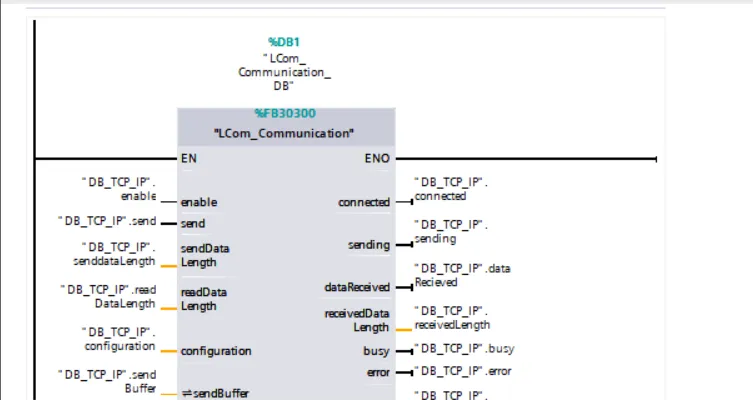 %DB1
"LCom_
Communication_
DB"
%FB30300
"LCom_Communication"
EN
ENO
"DB_TCP_IP".
enable
enable
connected
"DB_TCP_IP".
connected
"DB_TCP_IP".send
send
"DB_TCP_IP".
sending
sending
"DB_TCP_IP".
senddataLength
sendData
Length
dataReceived
"DB_TCP_IP".data
Recieved
"DB_TCP_IP".read
DataLength
readData
Length
receivedData
Length
"DB_TCP_IP".
receivedLength
"DB_TCP_IP".
configuration
configuration
busy
"DB_TCP_IP".busy
error
"DB_TCP_IP".error
"DB_TCP_IP".send
Buffer
⇌sendBuffer
"DB_TCP_IP".